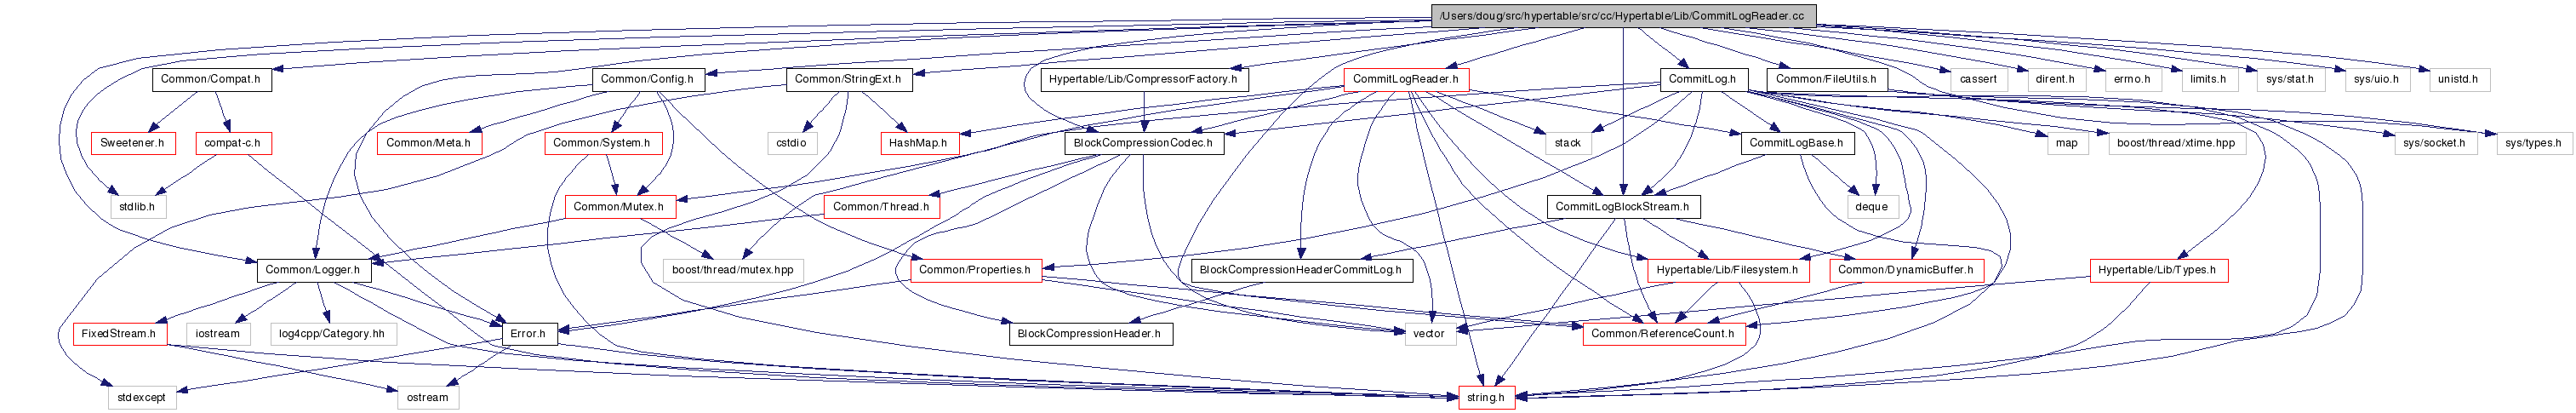 /Users/doug/src/hypertable/src/cc/Hypertable/Lib/CommitLogReader.cc
Common/Compat.h
Common/Config.h
Common/StringExt.h
Hypertable/Lib/CompressorFactory.h
CommitLogReader.h
CommitLog.h
Common/FileUtils.h
cassert
dirent.h
errno.h
limits.h
sys/stat.h
sys/uio.h
unistd.h
Sweetener.h
compat-c.h
Common/Meta.h
Common/System.h
cstdio
HashMap.h
BlockCompressionCodec.h
stack
CommitLogBase.h
map
boost/thread/xtime.hpp
sys/socket.h
sys/types.h
stdlib.h
Common/Mutex.h
Common/Thread.h
CommitLogBlockStream.h
deque
Common/Logger.h
boost/thread/mutex.hpp
Common/Properties.h
BlockCompressionHeaderCommitLog.h
Hypertable/Lib/Filesystem.h
Common/DynamicBuffer.h
Hypertable/Lib/Types.h
FixedStream.h
iostream
log4cpp/Category.hh
Error.h
BlockCompressionHeader.h
vector
Common/ReferenceCount.h
stdexcept
ostream
string.h